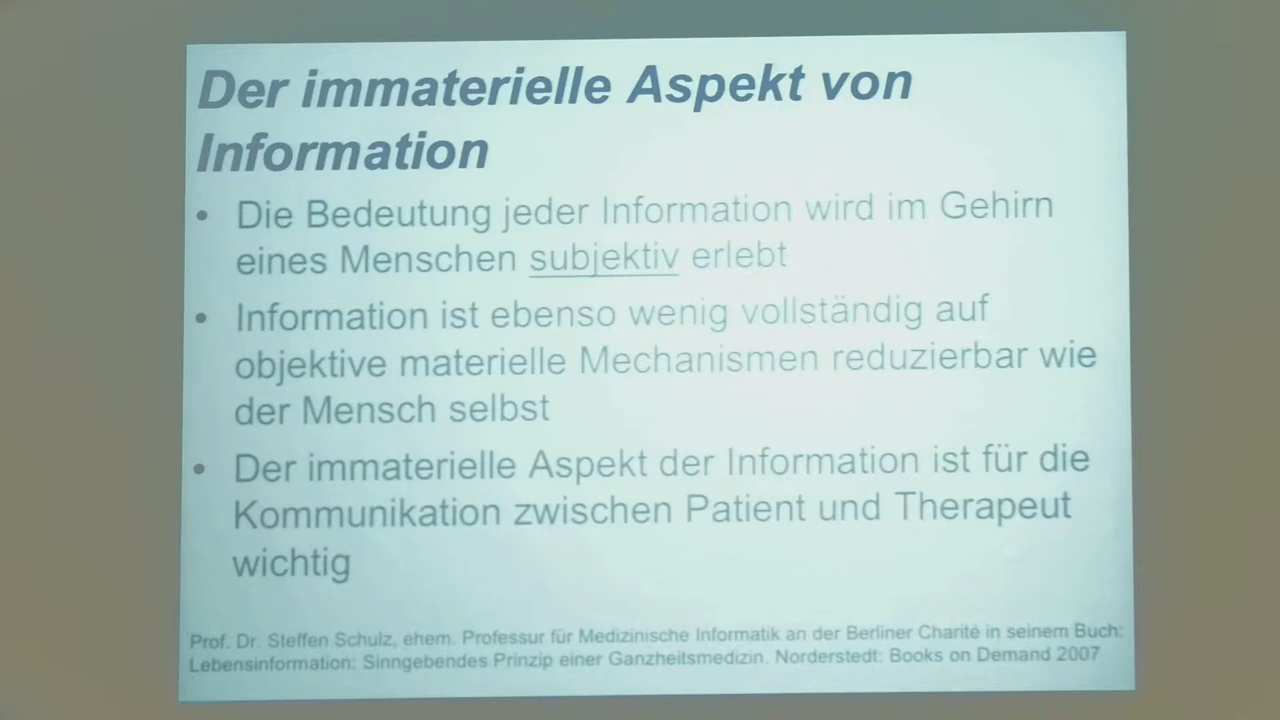 Der immaterielle Aspekt von
Information
• Die Bedeutung jeder Information wird im Gehirn
eines Menschen subjektiv erlebt
• Information ist ebenso wenig vollständig auf
objektive materielle Mechanismen reduzierbar wie
der Mensch selbst
• Der immaterielle Aspekt der Information ist für die
Kommunikation zwischen Patient und Therapeut
wichtig
Prof. Dr. Steffen Schulz, ehem. Professur für Medizinische Informatik an der Berliner Charité in seinem Buch:
Lebensinformation: Sinngebendes Prinzip einer Ganzheitsmedizin. Norderstedt: Books on Demand 2007